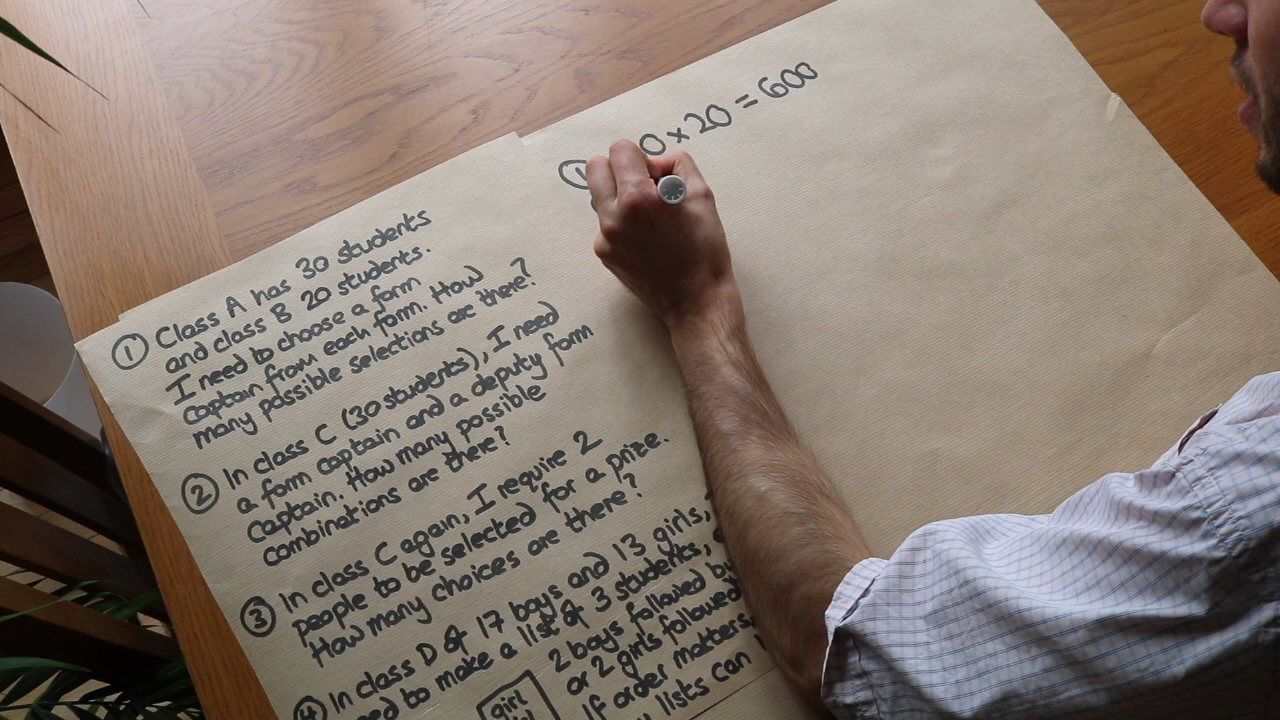 ① Class A has 30 students
and class B 20 students.
I need to choose a form
captain from each form. How
many possible selections are there?
② In class C (30 students), I need
a form captain and a deputy form
captain. How many possible
combinations are there?
③ In class C again, I require 2
people to be selected for a prize.
How many choices are there?
④ In class D of 17 boys and 13 girls,
to make a list of 3 students,
2 boys followed
or 2 girls followed
If order matters
lists can
girl
① 0 × 20 = 600